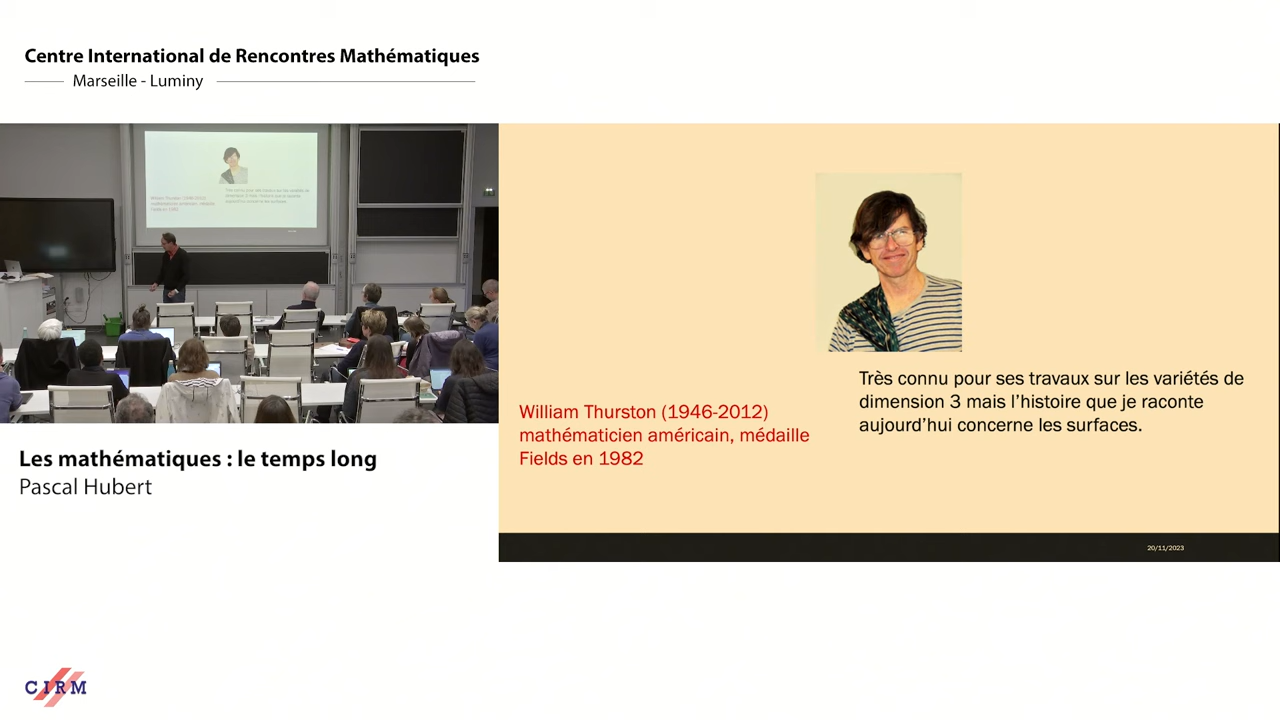 Centre International de Rencontres Mathématiques
Marseille - Luminy
Très connu pour ses travaux sur les variétés de
dimension 3 mais l'histoire que je raconte
aujourd'hui concerne les surfaces.
William Thurston (1946-2012)
mathématicien américain, médaille
Fields en 1982
20/11/2023
Les mathématiques : le temps long
Pascal Hubert
CIRM